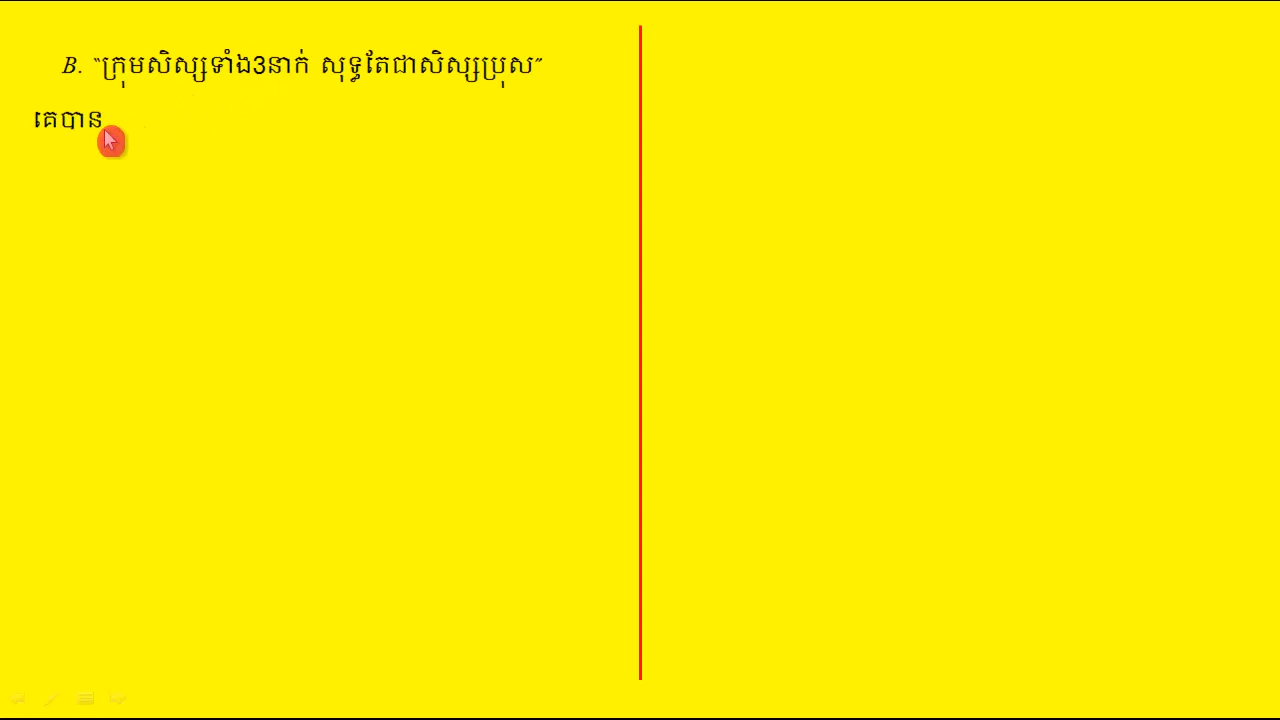 B. “ក្រុមសិស្សទាំង3នាក់ សុទ្ធតែជាសិស្សប្រុស”
គេបាន